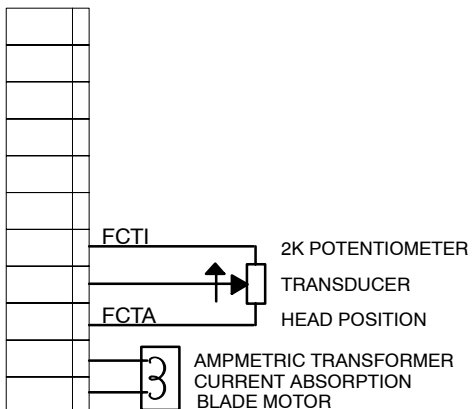 FCTI
2K POTENTIOMETER
TRANSDUCER
FCTA
HEAD POSITION
AMPMETRIC TRANSFORMER
CURRENT ABSORPTION
BLADE MOTOR